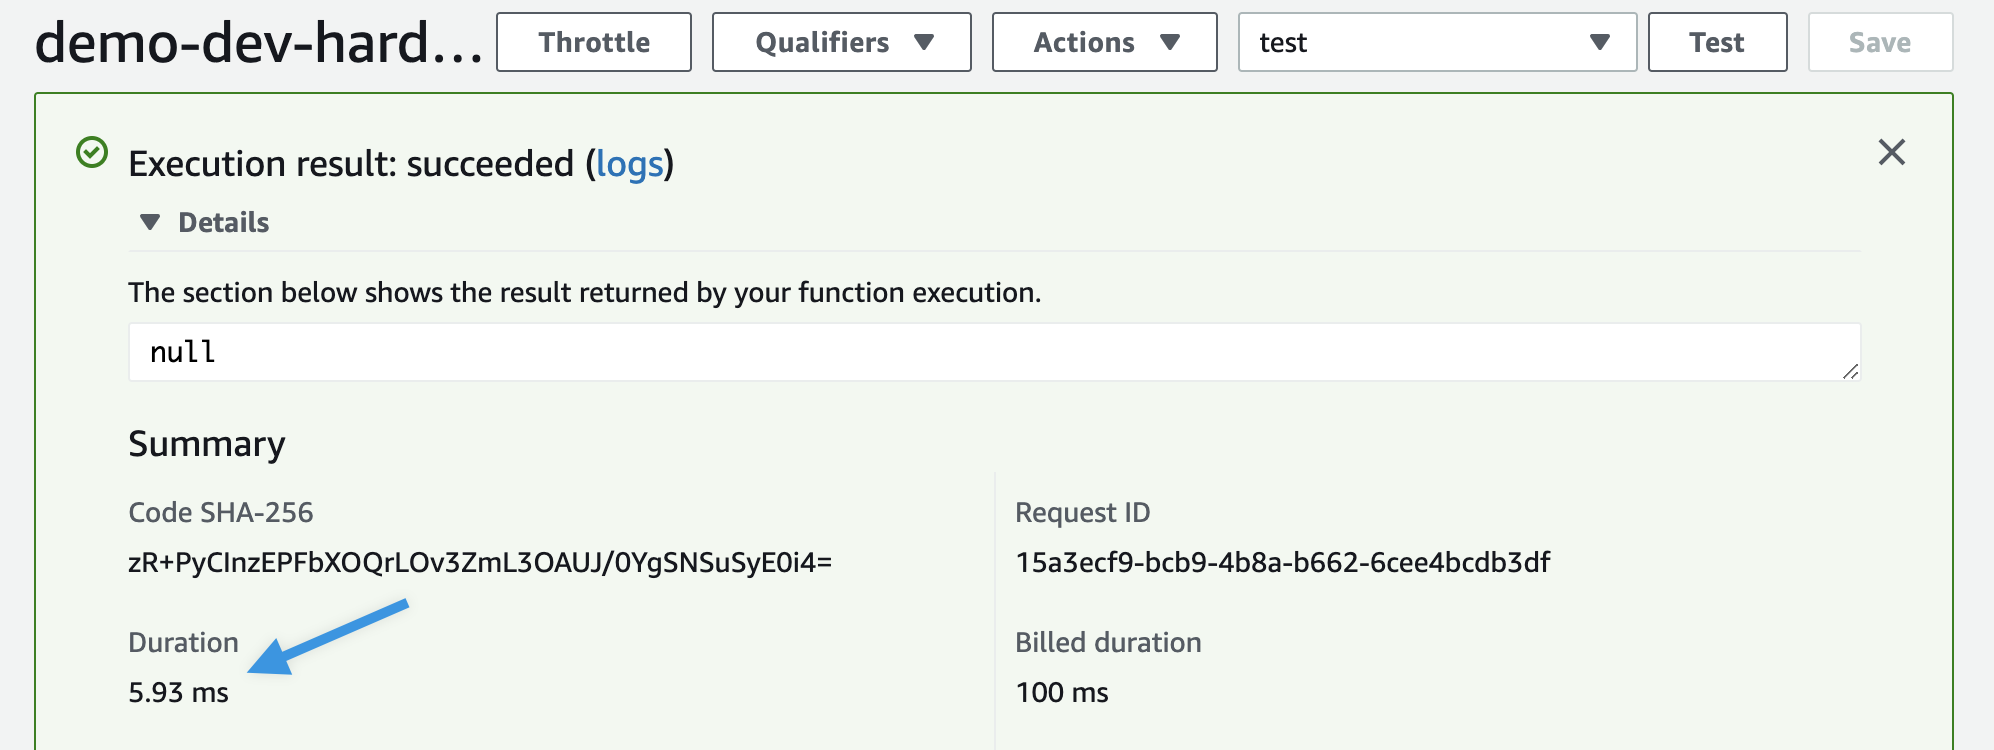 demo-dev-hard... Throttle Qualifiers Actions test Test Save
Execution result: succeeded (logs)
Details
The section below shows the result returned by your function execution.
null
Summary
Code SHA-256
zR+PyCInzEPFbXOQrLOv3ZmL3OAUJ/0YgSNSuSyE0i4=
Request ID
15a3ecf9-bcb9-4b8a-b662-6cee4bcdb3df
Duration
5.93 ms
Billed duration
100 ms